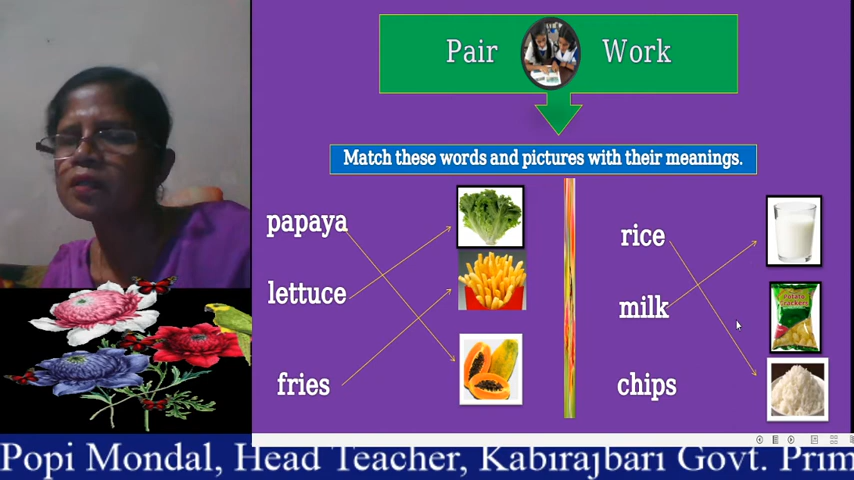 Pair Work
Match these words and pictures with their meanings.
papaya
lettuce
fries
rice
milk
chips
Potato
Crackers
Popi Mondal, Head Teacher, Kabirajbari Govt. Prim